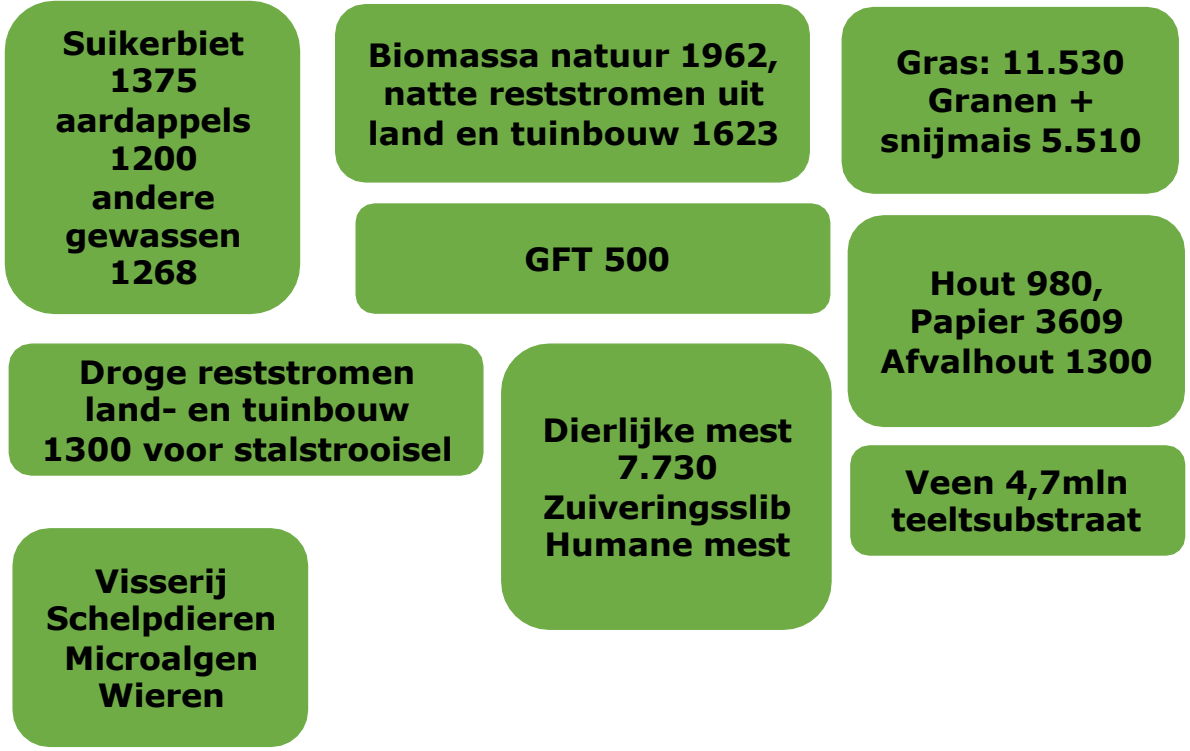 Suikerbiet
1375
aardappels
1200
andere
gewassen
1268
Biomassa natuur 1962,
natte reststromen uit
land en tuinbouw 1623
Gras: 11.530
Granen +
snijmais 5.510
GFT 500
Hout 980,
Papier 3609
Afvalhout 1300
Droge reststromen
land- en tuinbouw
1300 voor stalstrooisel
Dierlijke mest
7.730
Zuiveringsslib
Humane mest
Veen 4,7mln
teeltsubstraat
Visserij
Schelpdieren
Microalgen
Wieren